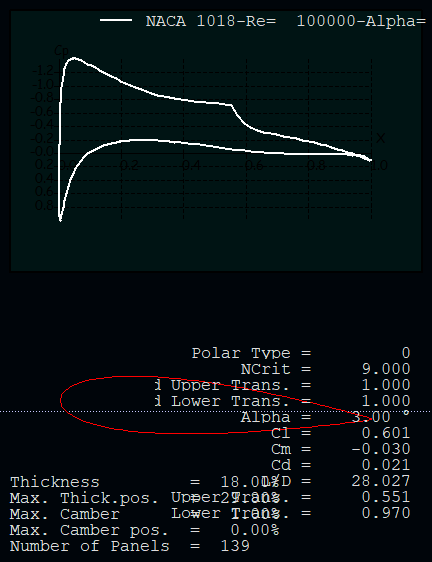 NACA 1018-Re=  100000-Alpha=
Cp
-1.2
-1.0
-0.8
-0.6
-0.4
-0.2
-0.0
0.2
0.4
0.6
0.8
X
0.2 0.4 0.6 0.8 1.0
Polar Type = 0
NCrit = 9.000
Upper Trans. = 1.000
Lower Trans. = 1.000
Alpha = 3.00 °
Cl = 0.601
Cm = -0.030
Cd = 0.021
L/D = 28.027
Upper Trans. = 0.551
Lower Trans. = 0.970
Thickness = 18.00%
Max. Thick.pos. = 29.00%
Max. Camber = 1.00%
Max. Camber pos. = 0.00%
Number of Panels = 139